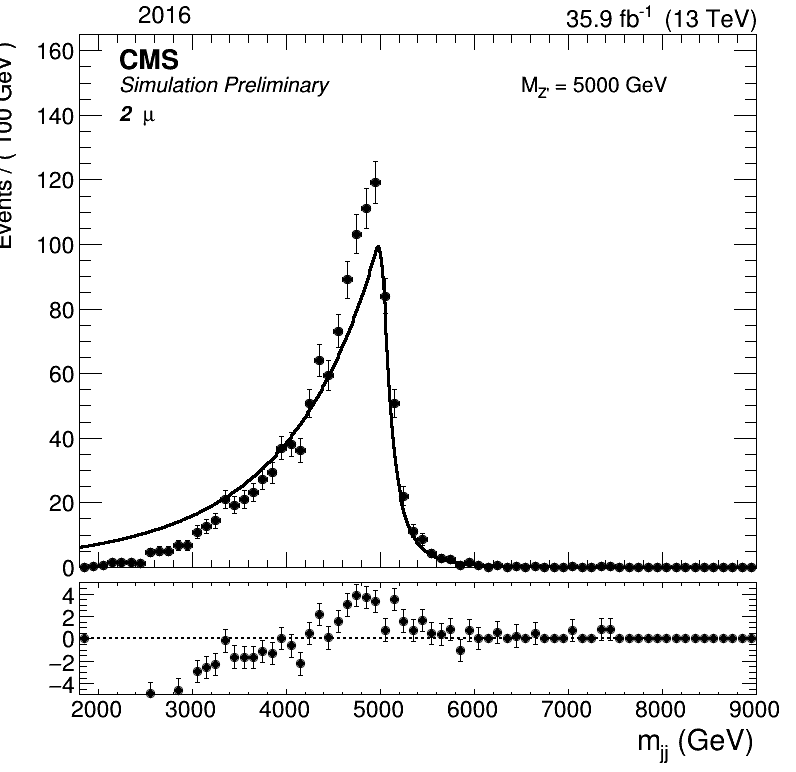 2016 35.9 fb⁻¹ (13 TeV)
CMS
Simulation Preliminary
M_Z' = 5000 GeV
2 μ
Events / ( 100 GeV )
160
140
120
100
80
60
40
20
0
4
2
0
−2
−4
2000 3000 4000 5000 6000 7000 8000 9000
m_jj (GeV)